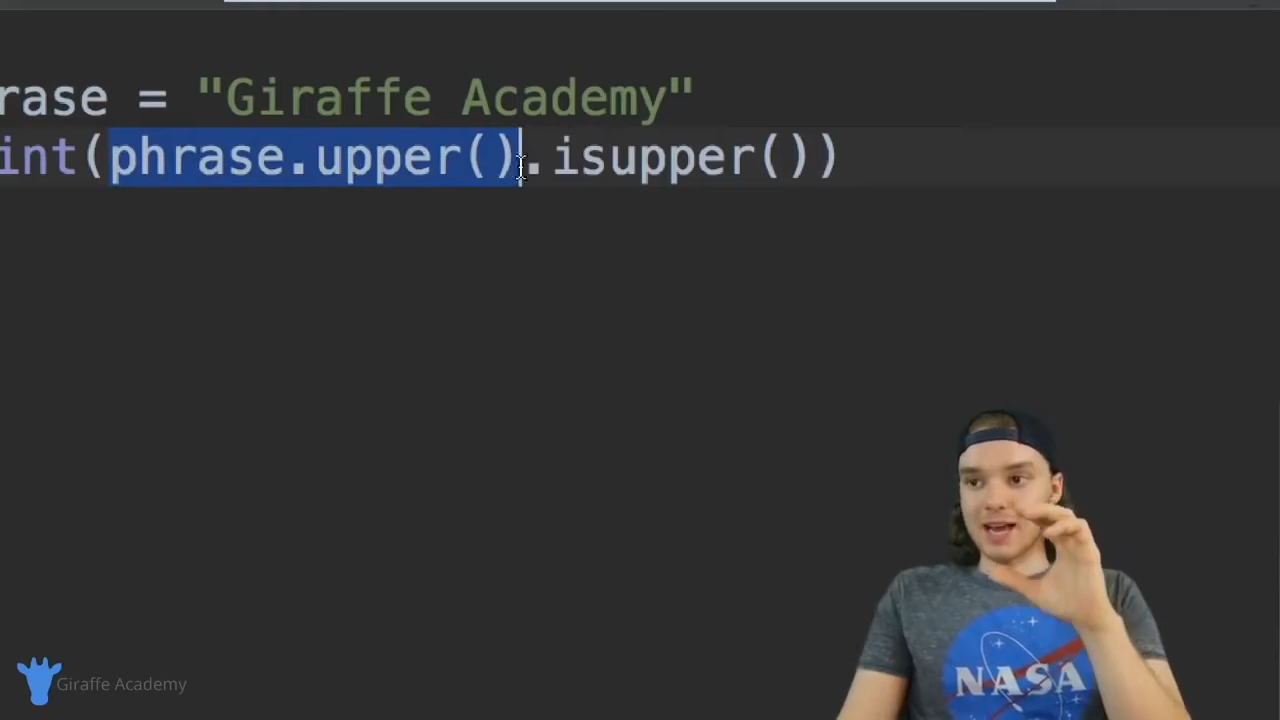 rase = "Giraffe Academy"
int(phrase.upper().isupper())
NASA
Giraffe Academy